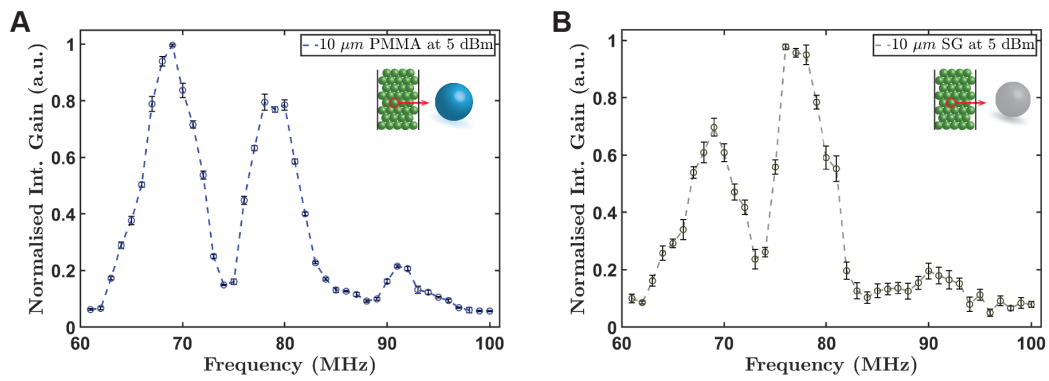 A
10 μm PMMA at 5 dBm
Normalised Int. Gain (a.u.)
1
0.8
0.6
0.4
0.2
0
60 70 80 90 100
Frequency (MHz)
B
10 μm SG at 5 dBm
Normalised Int. Gain (a.u.)
1
0.8
0.6
0.4
0.2
0
60 70 80 90 100
Frequency (MHz)